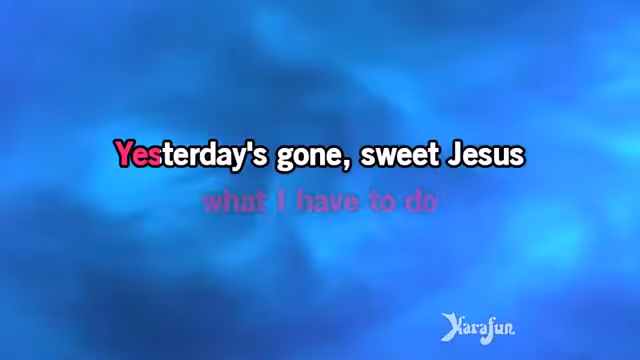 Yesterday's gone, sweet Jesus
what I have to do
Karafun